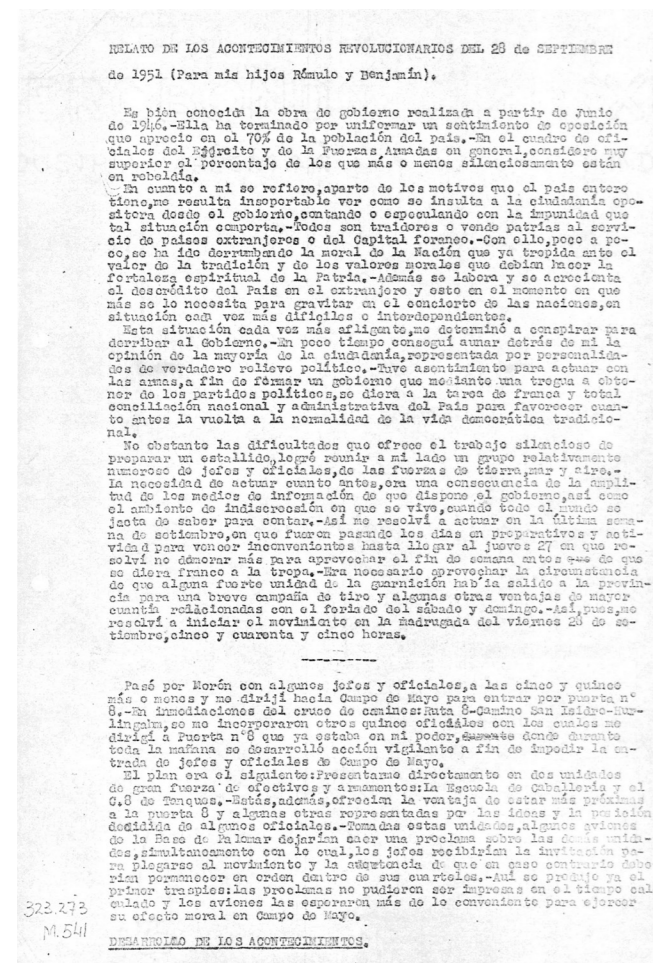 RELATO DE LOS ACONTECIMIENTOS REVOLUCIONARIOS DEL 28 de SEPTIEMBRE
de 1951 (Para mis hijos Rómulo y Benjamín).
Es bién conocida la obra de gobierno realizada a partir de Junio
de 1946.-Ella ha terminado por uniformar un sentimiento de oposición
que aprecio en el 70% de la población del pais.-En el cuadro de ofi-
ciales del Ejército y de la Fuerzas Armadas en general,considero muy
superior el porcentaje de los que más o menos silenciosamente están
en rebeldía.
En cuanto a mi se refiere,aparte de los motivos que el pais entero
tiene,me resulta insoportable ver como se insulta a la ciudadanía opo-
sitora desde el gobierno,contando o especulando con la impunidad que
tal situación comporta.-Todos son traidores o vende patrias al servi-
cio de paises extranjeros o del Capital foraneo.-Con ello,poco a po-
co,se ha ido derrumbando la moral de la Nación que ya trepida ante el
valor de la tradición y de los valores morales que debian hacer la
fortaleza espiritual de la Patria.-Además se labora y se acrecienta
el descrédito del Pais en el extranjero y esto en el momento en que
más se lo necesita para gravitar en el concierto de las naciones,en
situación cada vez más dificiles o interdependientes.
Esta situación cada vez más afligente,me determinó a conspirar para
derribar al Gobierno.-En poco tiempo conseguí aunar detrás de mi la
opinión de la mayoría de la ciudadanía,representada por personalida-
des de verdadero relieve político.-Tuve asentimiento para actuar con
las armas,a fin de formar un gobierno que mediante una tregua a obte-
ner de los partidos políticos,se diera a la tarea de franca y total
conciliación nacional y administrativa del País para favorecer cuan-
to antes la vuelta a la normalidad de la vida democrática tradicio-
nal.
No obstante las dificultades que ofrece el trabajo silencioso de
preparar un estallido,logré reunir a mi lado un grupo relativamente
numeroso de jefes y oficiales,de las fuerzas de tierra,mar y aire.-
La necesidad de actuar cuanto antes,era una consecuencia de la ampli-
tud de los medios de información de que dispone el gobierno,así como
el ambiente de indiscrección en que se vive,cuando todo el mundo se
jacta de saber para contar.-Así me resolví a actuar en la última sema-
na de setiembre,en que fueron pasando los dias en preparativos y acti-
vidad para vencer inconvenientes hasta llegar al jueves 27 en que re-
solví no demorar más para aprovechar el fin de semana antes que de que
se diera franco a la tropa.-Era necesario aprovechar la circunstancia
de que alguna fuerte unidad de la guarnición había salido a la provin-
cia para una breve campaña de tiro y algunas otras ventajas de mayor
cuantía relacionadas con el feriado del sábado y domingo.-Así,pues,me
resolví a iniciar el movimiento en la madrugada del viernes 28 de se-
tiembre,cinco y cuarenta y cinco horas.
----------
Pasé por Morón con algunos jefes y oficiales,a las cinco y quince
más o menos y me dirijí hacia Campo de Mayo para entrar por puerta n°
8.-En inmediaciones del cruce de caminos:Ruta 8-Camino San Isidro-Hur-
lingahm,se me incorporaron otros quince oficiales con los cuales me
dirigí a Puerta n°8 que ya estaba en mi poder, durante donde durante
toda la mañana se desarrolló acción vigilante a fin de impedir la en-
trada de jefes y oficiales de Campo de Mayo.
El plan era el siguiente:Presentarme directamente en dos unidades
de gran fuerza de efectivos y armamentos:La Escuela de Caballería y el
C.8 de Tanques.-Estás,además,ofrecian la ventaja de estar más próximas
a la puerta 8 y algunas otras representadas por las ideas y la posición
dedidida de algunos oficiales.-Tomadas estas unidades,algunos aviones
de la Base de Palomar dejarían caer una proclama sobre las demás unida-
des,simultaneamente con lo cual,los jefes recibirían la invitación pa-
ra plegarse al movimiento y la advertencia de que en caso contrario debe
rían permanecer en orden dentro de sus cuarteles.-Aui se produjo ya el
primer traspies:las proclamas no pudieron ser impresas en el tiempo cal
culado y los aviones las esperaron más de lo conveniente para ejercer
su efecto moral en Campo de Mayo.
DESARROLLO DE LOS ACONTECIMIENTOS.
323.273
M.541